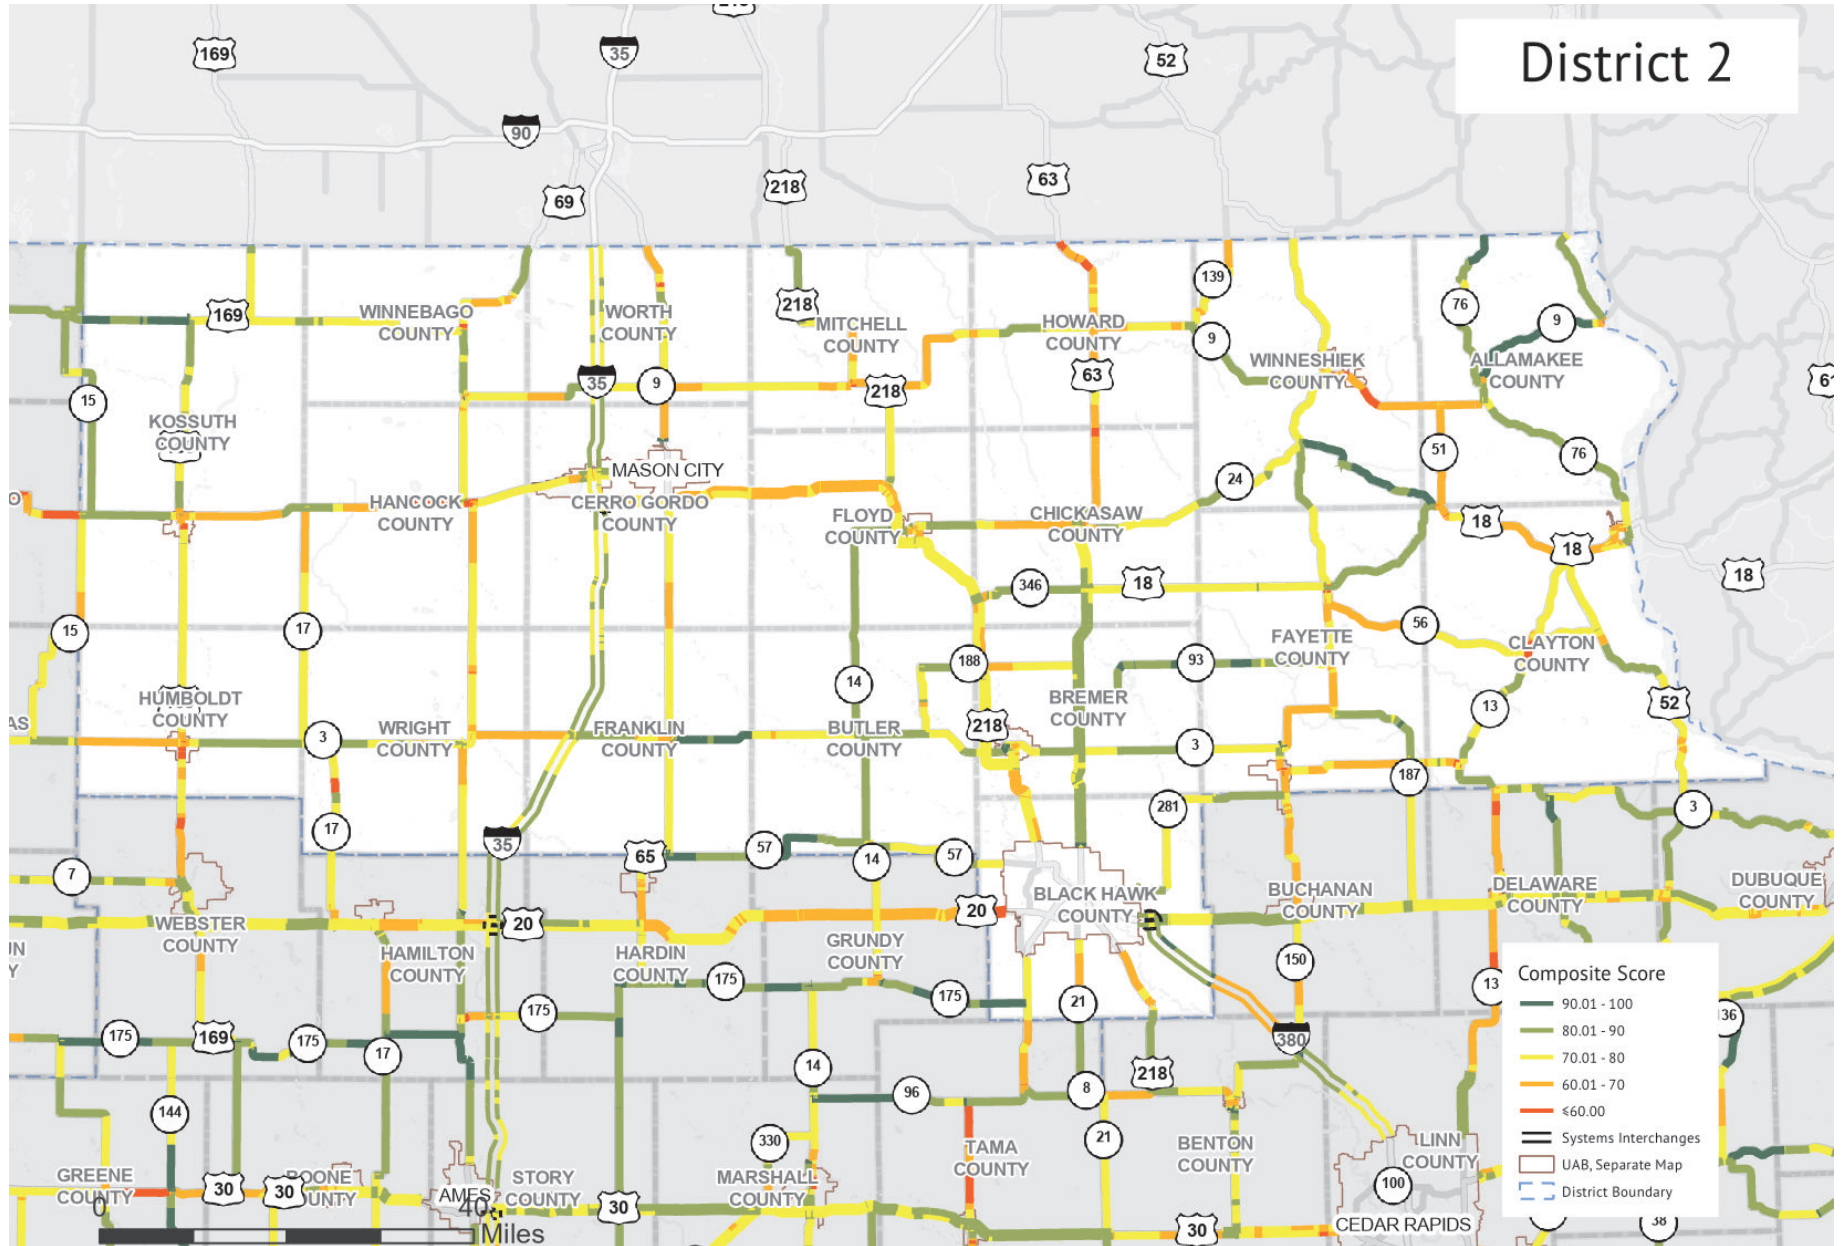 218
District 2
169
35
52
90
63
218
69
139
76
9
169
WINNEBAGO
COUNTY
WORTH
COUNTY
218
MITCHELL
COUNTY
HOWARD
COUNTY
9
WINNESHIEK
COUNTY
ALLAMAKEE
COUNTY
35
9
218
63
61
15
KOSSUTH
COUNTY
51
76
MASON CITY
24
HANCOCK
COUNTY
CERRO GORDO
COUNTY
FLOYD
COUNTY
CHICKASAW
COUNTY
18
18
18
346
18
15
17
56
FAYETTE
COUNTY
CLAYTON
COUNTY
188
93
14
HUMBOLDT
COUNTY
BREMER
COUNTY
13
52
AS
3
WRIGHT
COUNTY
FRANKLIN
COUNTY
BUTLER
COUNTY
218
3
187
281
3
17
35
65
57
14
57
7
BLACK HAWK
COUNTY
BUCHANAN
COUNTY
DELAWARE
COUNTY
DUBUQUE
COUNTY
WEBSTER
COUNTY
20
20
HAMILTON
COUNTY
HARDIN
COUNTY
GRUNDY
COUNTY
150
13
175
175
21
175
136
175
169
175
17
380
14
96
8
218
144
330
21
TAMA
COUNTY
BENTON
COUNTY
LINN
COUNTY
GREENE
COUNTY
30
30
BOONE
COUNTY
AMES
STORY
COUNTY
30
MARSHALL
COUNTY
100
CEDAR RAPIDS
30
38
0
40
Miles
Composite Score
90.01 - 100
80.01 - 90
70.01 - 80
60.01 - 70
≤60.00
Systems Interchanges
UAB, Separate Map
District Boundary